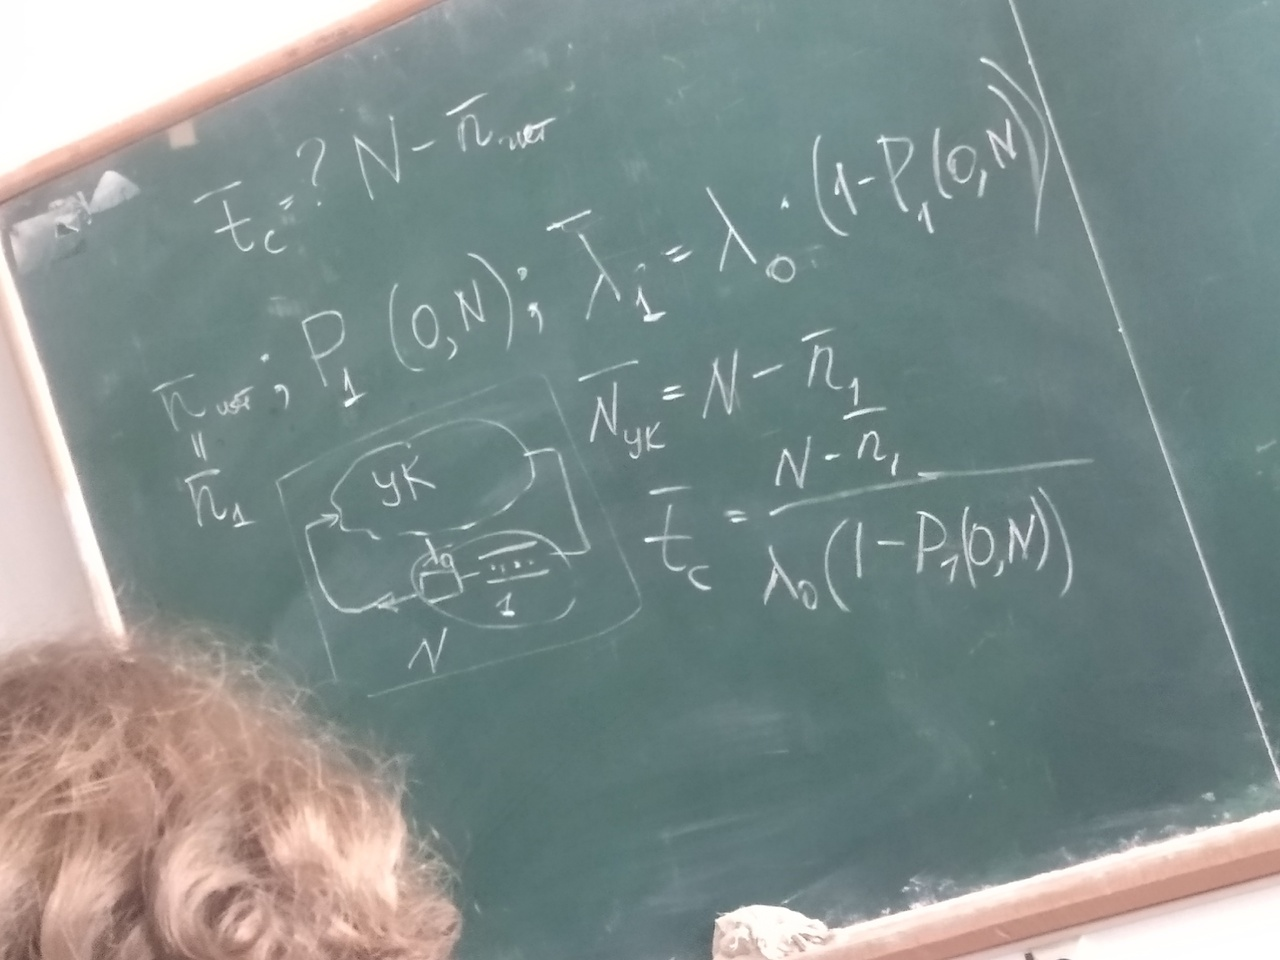 t̄c = ? N - n̄ист
n̄ист; P₁(0,N); λ̄₁ = λ₀ · (1-P₁(0,N))
=
n̄₁
N̄УК = N - n̄₁
t̄c = (N - n̄₁) / (λ₀(1-P₁(0,N)))
УК
λ₀
1
N